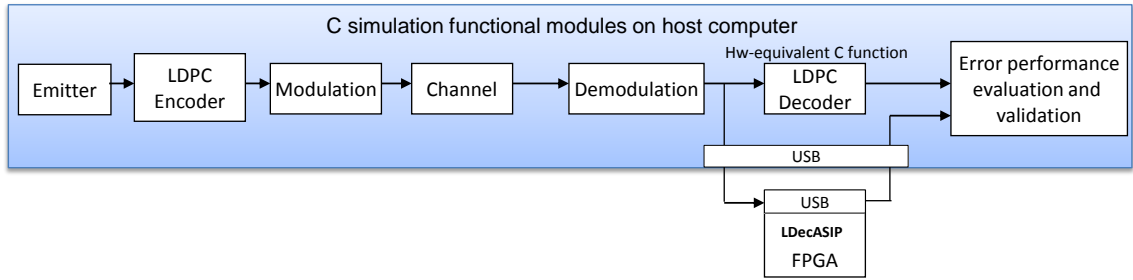 C simulation functional modules on host computer
Hw-equivalent C function
Emitter
LDPC
Encoder
Modulation
Channel
Demodulation
LDPC
Decoder
Error performance
evaluation and
validation
USB
USB
LDecASIP
FPGA